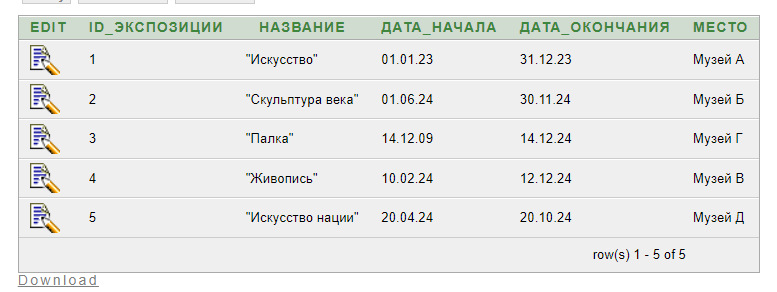 EDIT ID_ЭКСПОЗИЦИИ НАЗВАНИЕ ДАТА_НАЧАЛА ДАТА_ОКОНЧАНИЯ МЕСТО
1 "Искусство" 01.01.23 31.12.23 Музей А
2 "Скульптура века" 01.06.24 30.11.24 Музей Б
3 "Палка" 14.12.09 14.12.24 Музей Г
4 "Живопись" 10.02.24 12.12.24 Музей В
5 "Искусство нации" 20.04.24 20.10.24 Музей Д
row(s) 1 - 5 of 5
Download